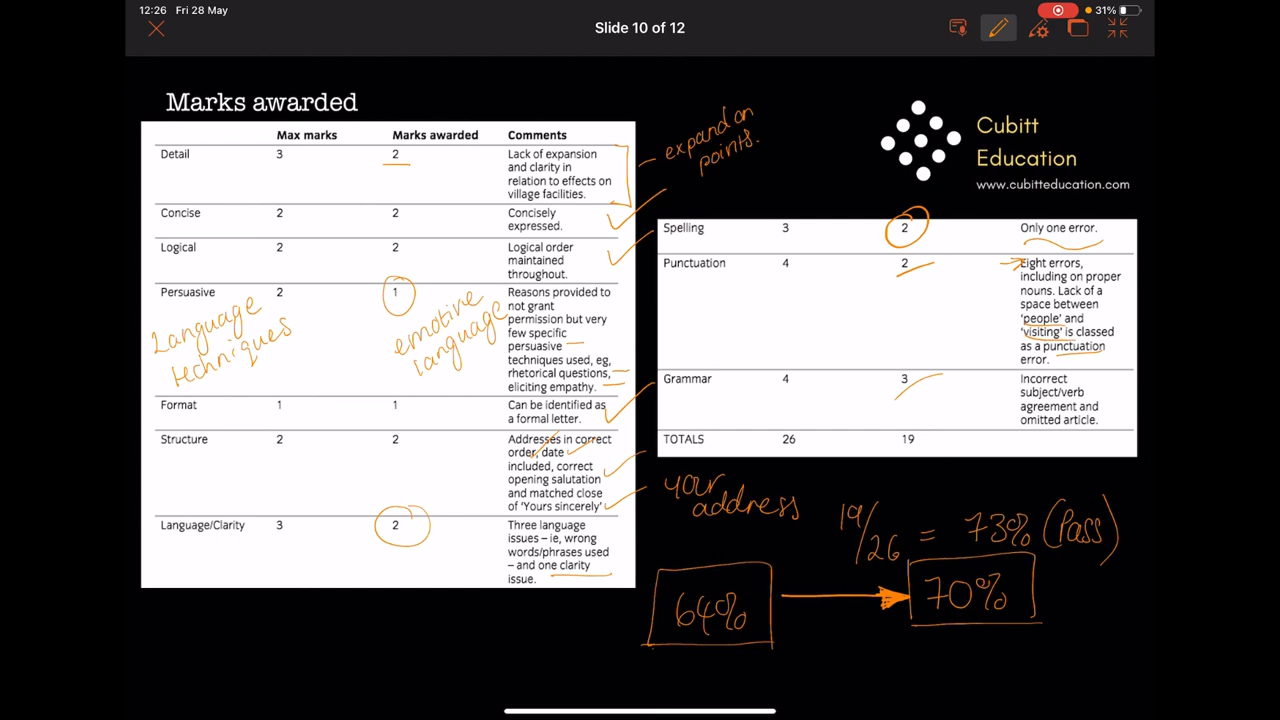 12:26 Fri 28 May
31%
Slide 10 of 12
Marks awarded
Max marks Marks awarded Comments
Detail 3 2 Lack of expansion
and clarity in
relation to effects on
village facilities.
Concise 2 2 Concisely
expressed.
Logical 2 2 Logical order
maintained
throughout.
Persuasive 2 1 Reasons provided to
not grant
permission but very
few specific
persuasive
techniques used, eg,
rhetorical questions,
eliciting empathy.
Format 1 1 Can be identified as
a formal letter.
Structure 2 2 Addresses in correct
order, date
included, correct
opening salutation
and matched close
of 'Yours sincerely'
Language/Clarity 3 2 Three language
issues – ie, wrong
words/phrases used
– and one clarity
issue.
Language
techniques
emotive
language
expand on
points.
Cubitt
Education
www.cubitteducation.com
Spelling 3 2 Only one error.
Punctuation 4 2 Eight errors,
including on proper
nouns. Lack of a
space between
'people' and
'visiting' is classed
as a punctuation
error.
Grammar 4 3 Incorrect
subject/verb
agreement and
omitted article.
TOTALS 26 19
your
address
19/26 = 73% (Pass)
64% 70%